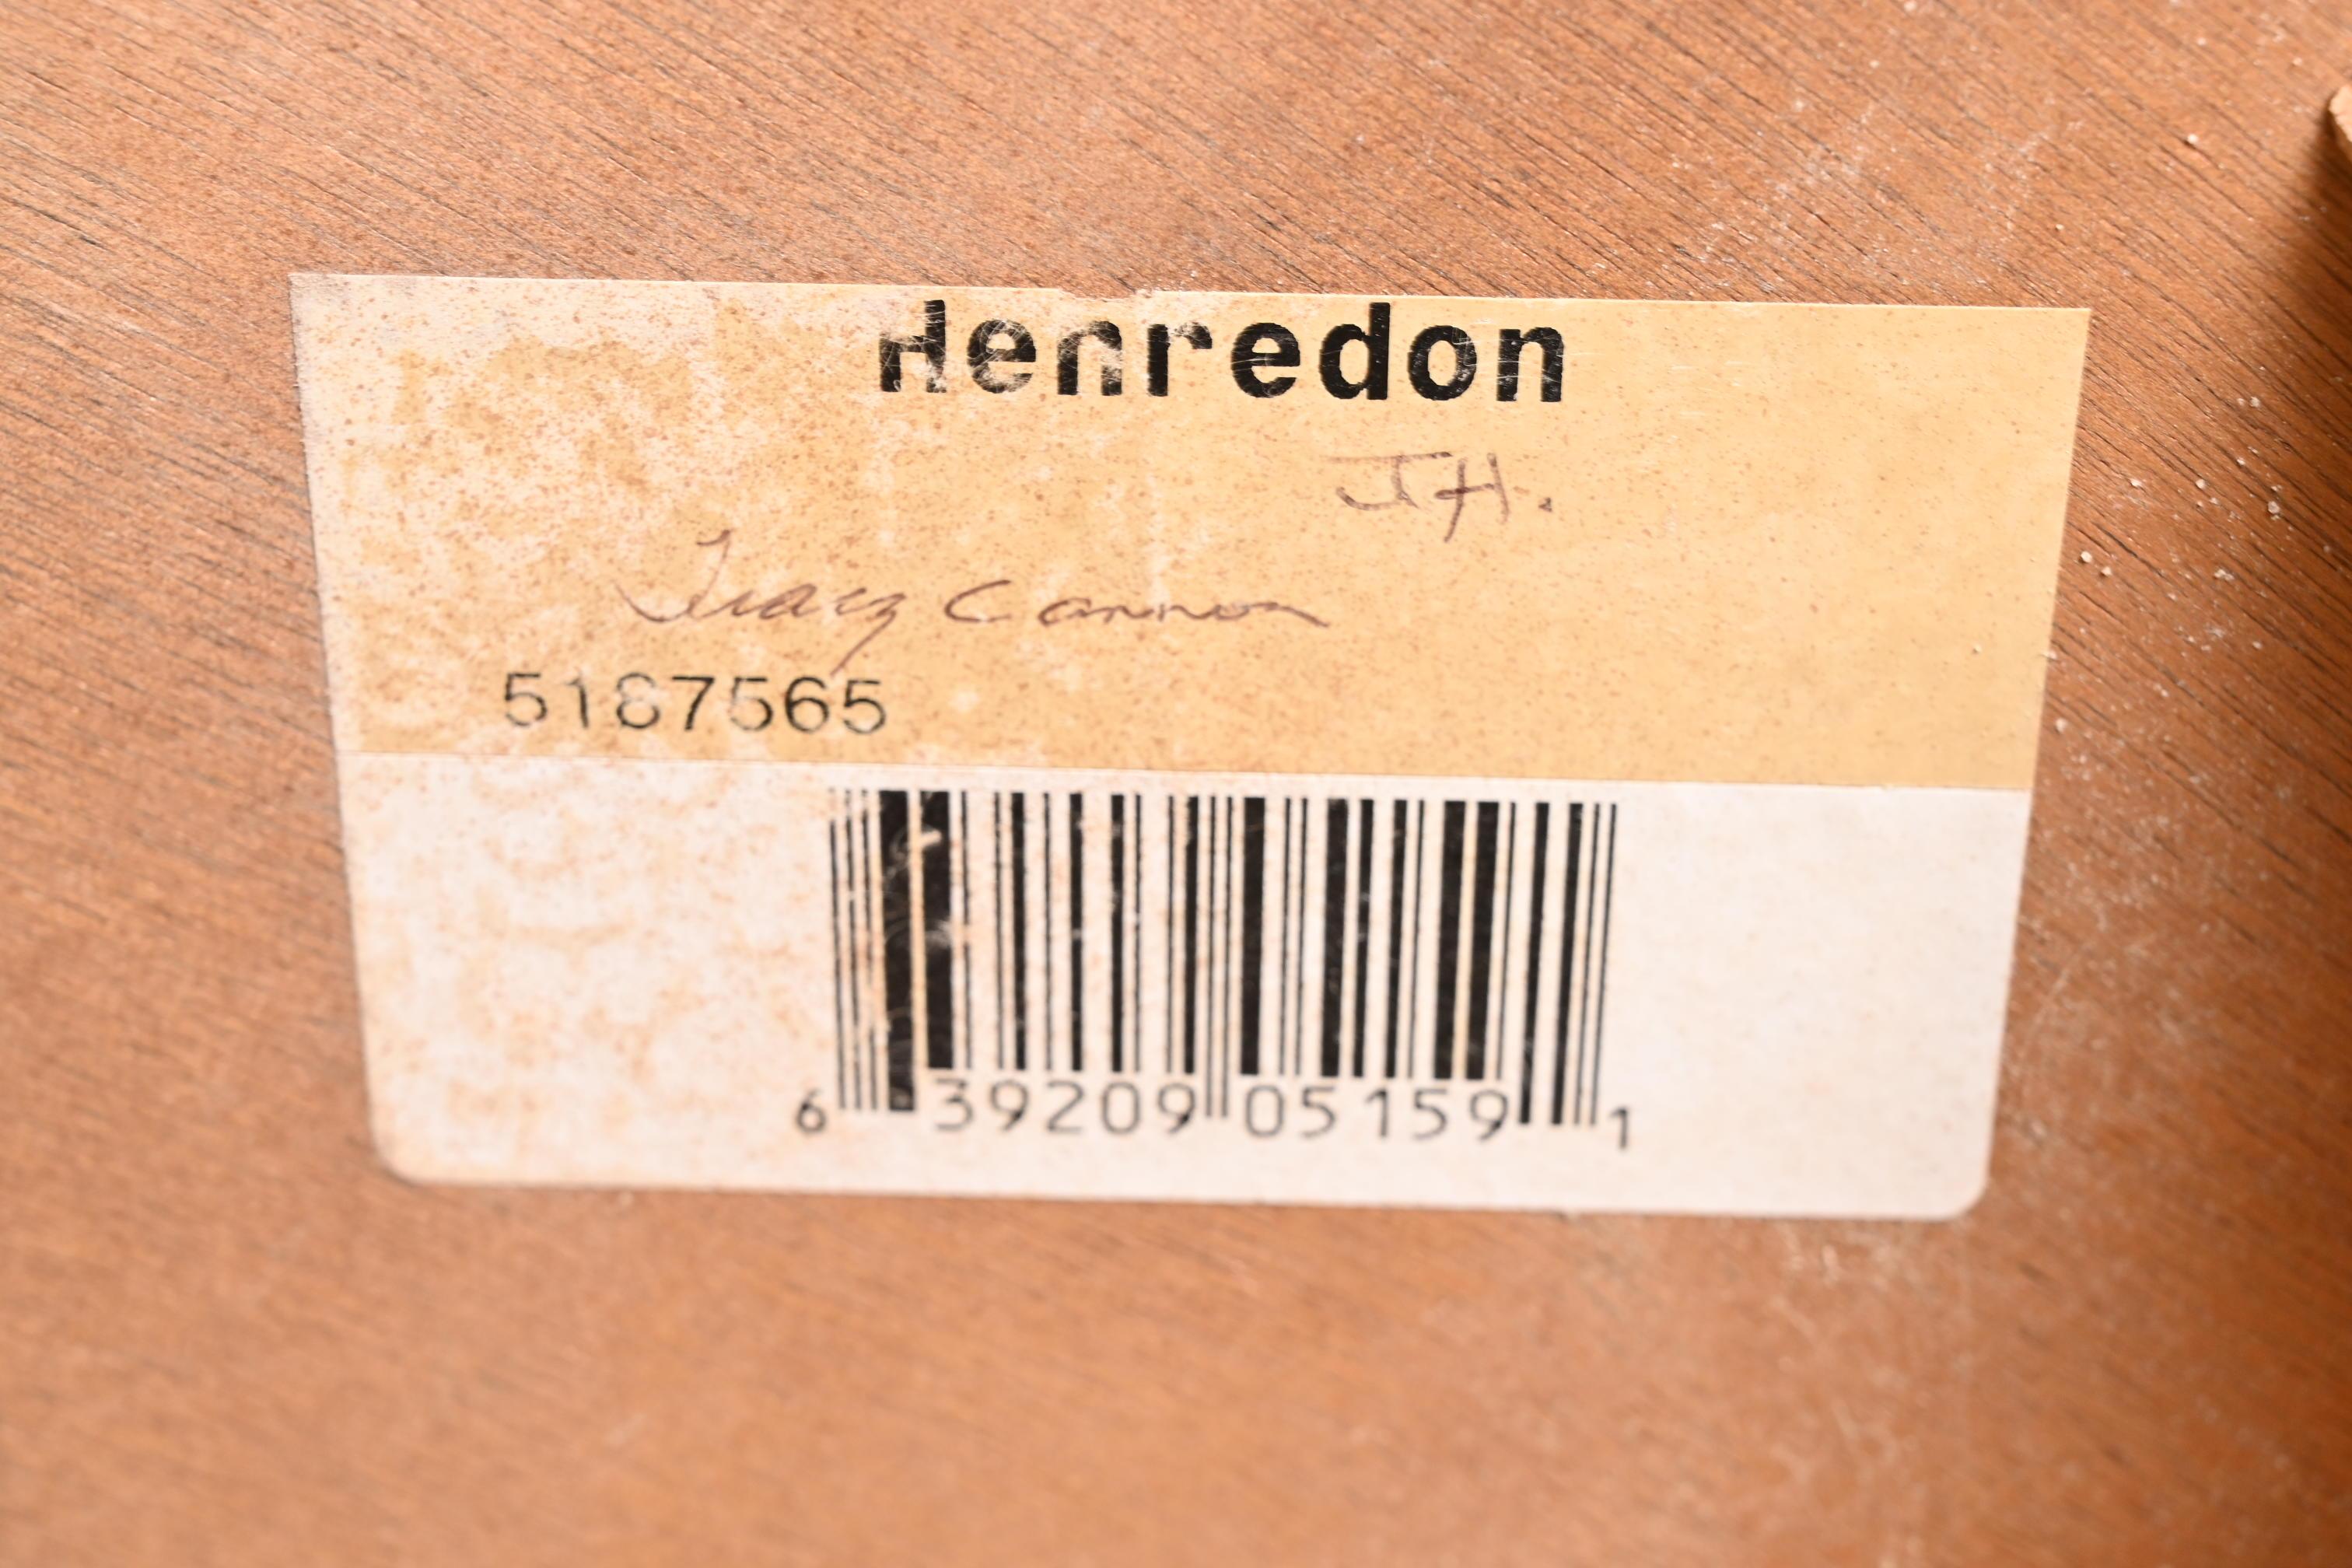 Henredon
JH.
Tracy Cannon
5187565
6 39209 05159 1